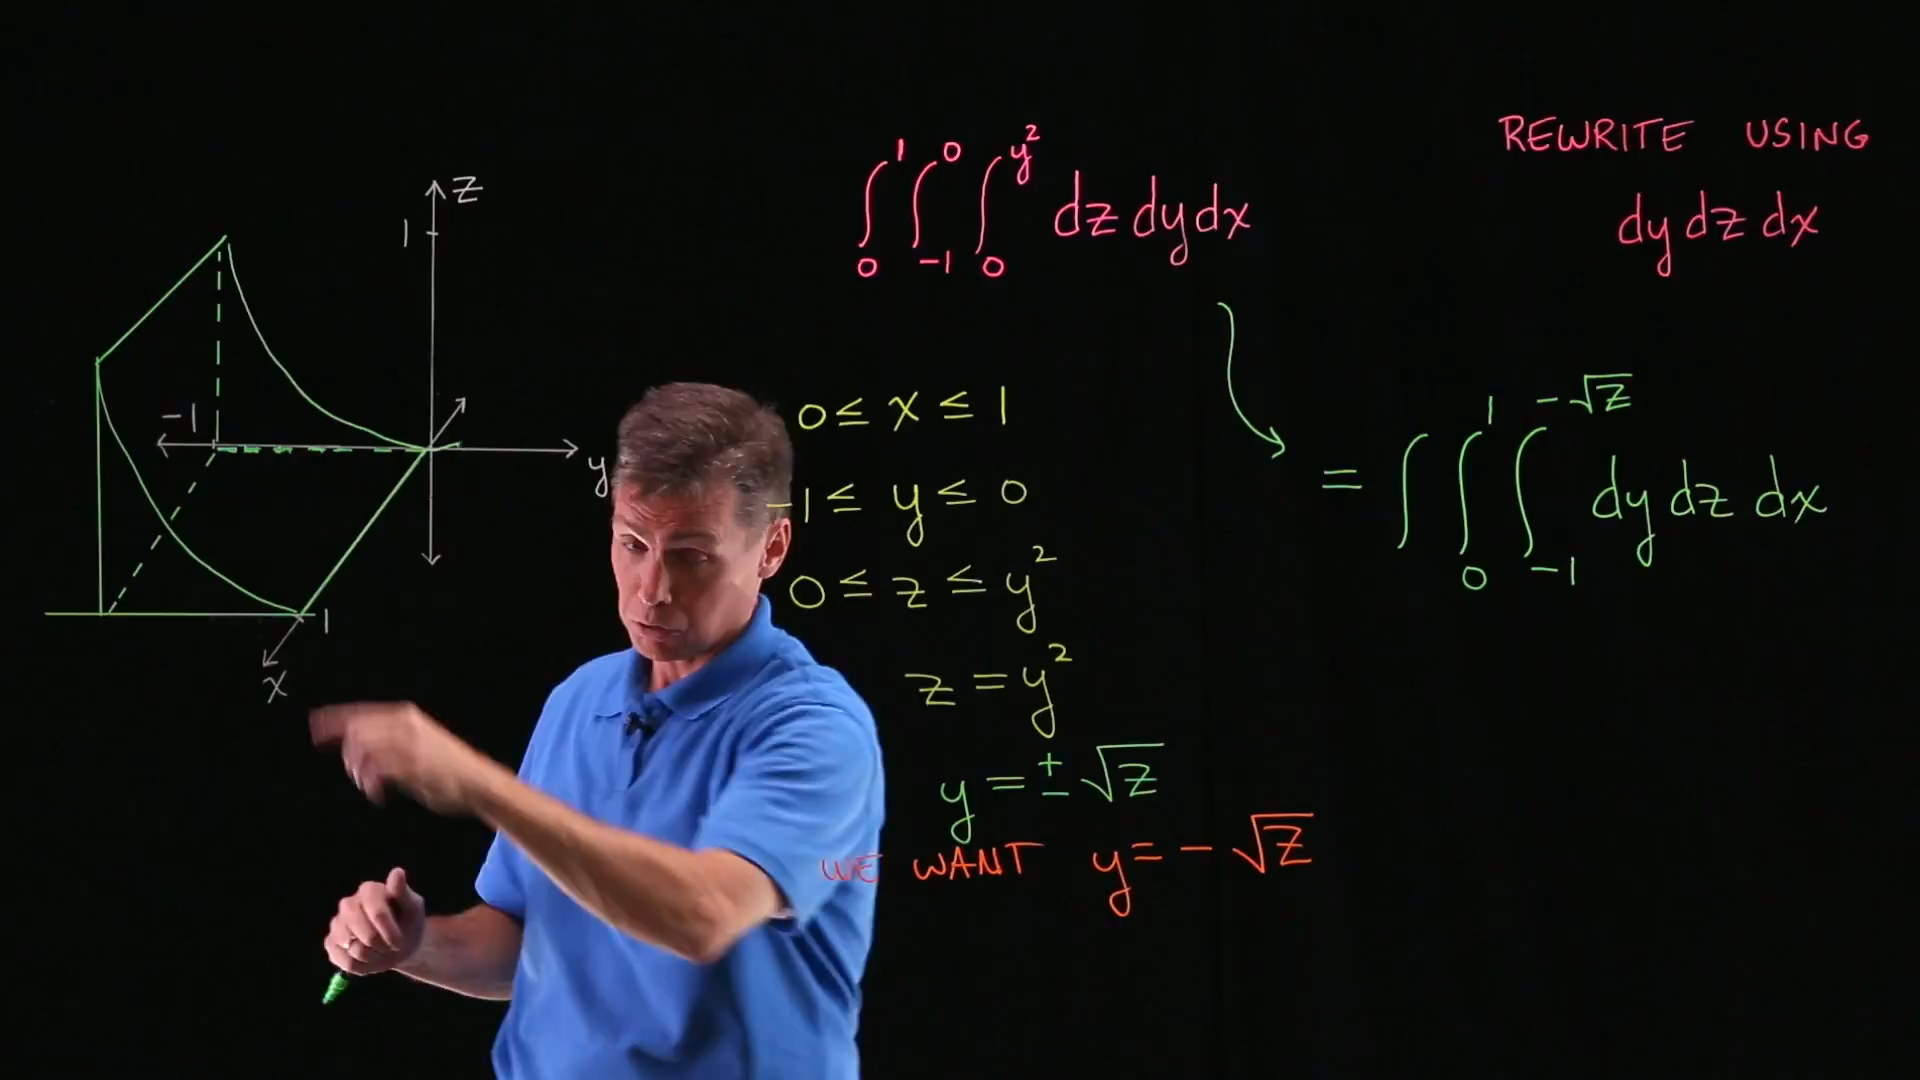 REWRITE USING
dy dz dx
∫₀¹ ∫₋₁⁰ ∫₀^{y²} dz dy dx
z
1
-1
y
1
x
0 ≤ x ≤ 1
-1 ≤ y ≤ 0
0 ≤ z ≤ y²
z = y²
y = ± √z
WE WANT y = - √z
= ∫ ∫₀¹ ∫₋₁^{-√z} dy dz dx